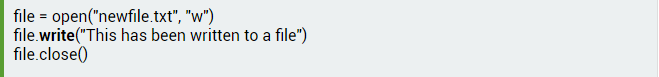 file = open("newfile.txt", "w")
file.write("This has been written to a file")
file.close()